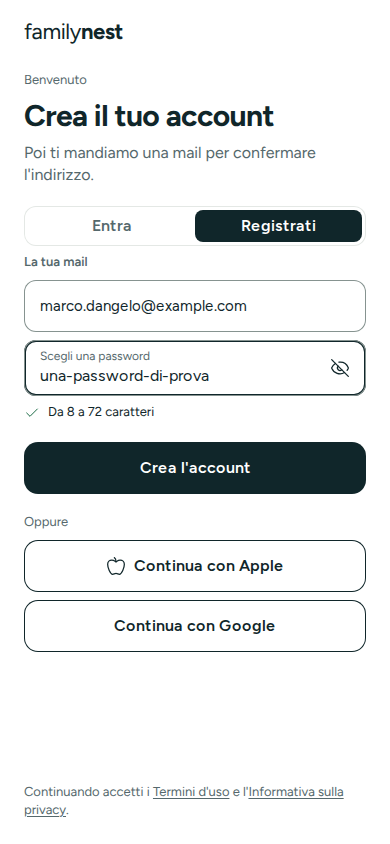 familynest
Benvenuto
Crea il tuo account
Poi ti mandiamo una mail per confermare
l'indirizzo.
Entra
Registrati
La tua mail
marco.dangelo@example.com
Scegli una password
una-password-di-prova
Da 8 a 72 caratteri
Crea l'account
Oppure
Continua con Apple
Continua con Google
Continuando accetti i Termini d'uso e l'Informativa sulla
privacy.